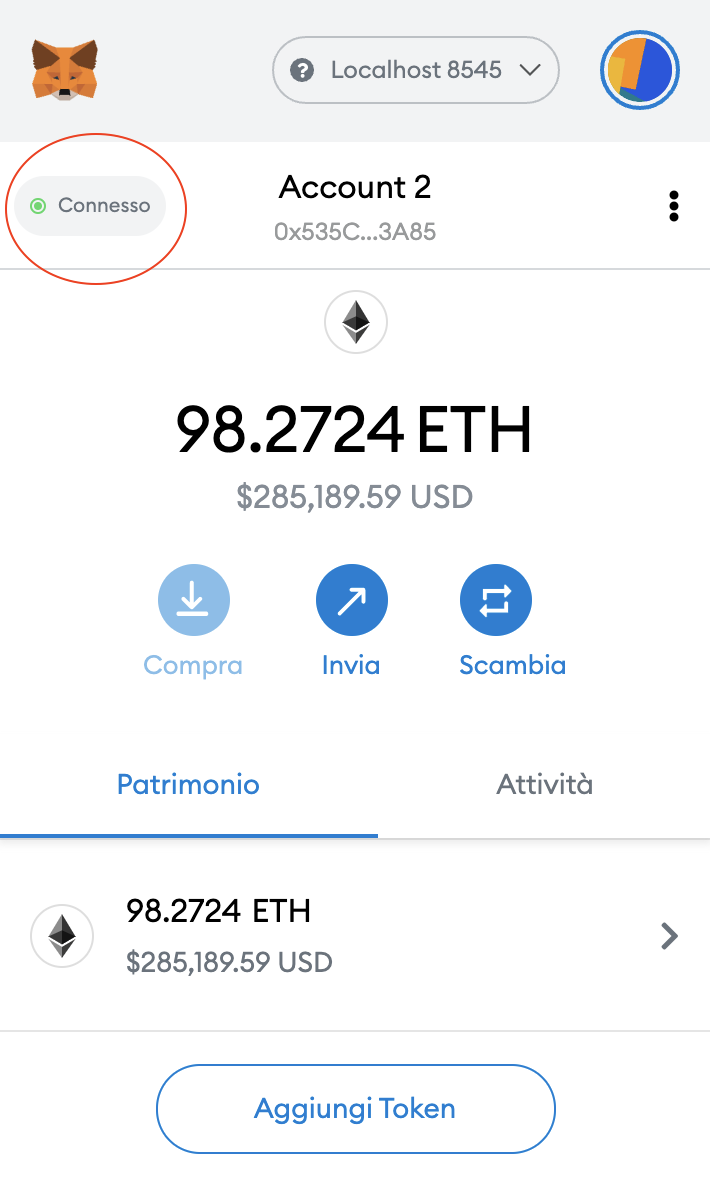 Localhost 8545
Connesso
Account 2
0x535C...3A85
98.2724 ETH
$285,189.59 USD
Compra
Invia
Scambia
Patrimonio
Attività
98.2724 ETH
$285,189.59 USD
Aggiungi Token